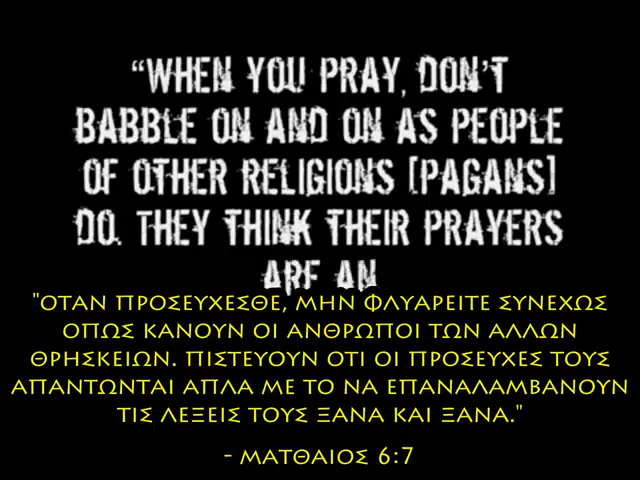 “WHEN YOU PRAY, DON’T
BABBLE ON AND ON AS PEOPLE
OF OTHER RELIGIONS [PAGANS]
DO. THEY THINK THEIR PRAYERS
ARE AN
"ΟΤΑΝ ΠΡΟΣΕΥΧΕΣΘΕ, ΜΗΝ ΦΛΥΑΡΕΙΤΕ ΣΥΝΕΧΩΣ
ΟΠΩΣ ΚΑΝΟΥΝ ΟΙ ΑΝΘΡΩΠΟΙ ΤΩΝ ΑΛΛΩΝ
ΘΡΗΣΚΕΙΩΝ. ΠΙΣΤΕΥΟΥΝ ΟΤΙ ΟΙ ΠΡΟΣΕΥΧΕΣ ΤΟΥΣ
ΑΠΑΝΤΩΝΤΑΙ ΑΠΛΑ ΜΕ ΤΟ ΝΑ ΕΠΑΝΑΛΑΜΒΑΝΟΥΝ
ΤΙΣ ΛΕΞΕΙΣ ΤΟΥΣ ΞΑΝΑ ΚΑΙ ΞΑΝΑ."
- ΜΑΤΘΑΙΟΣ 6:7